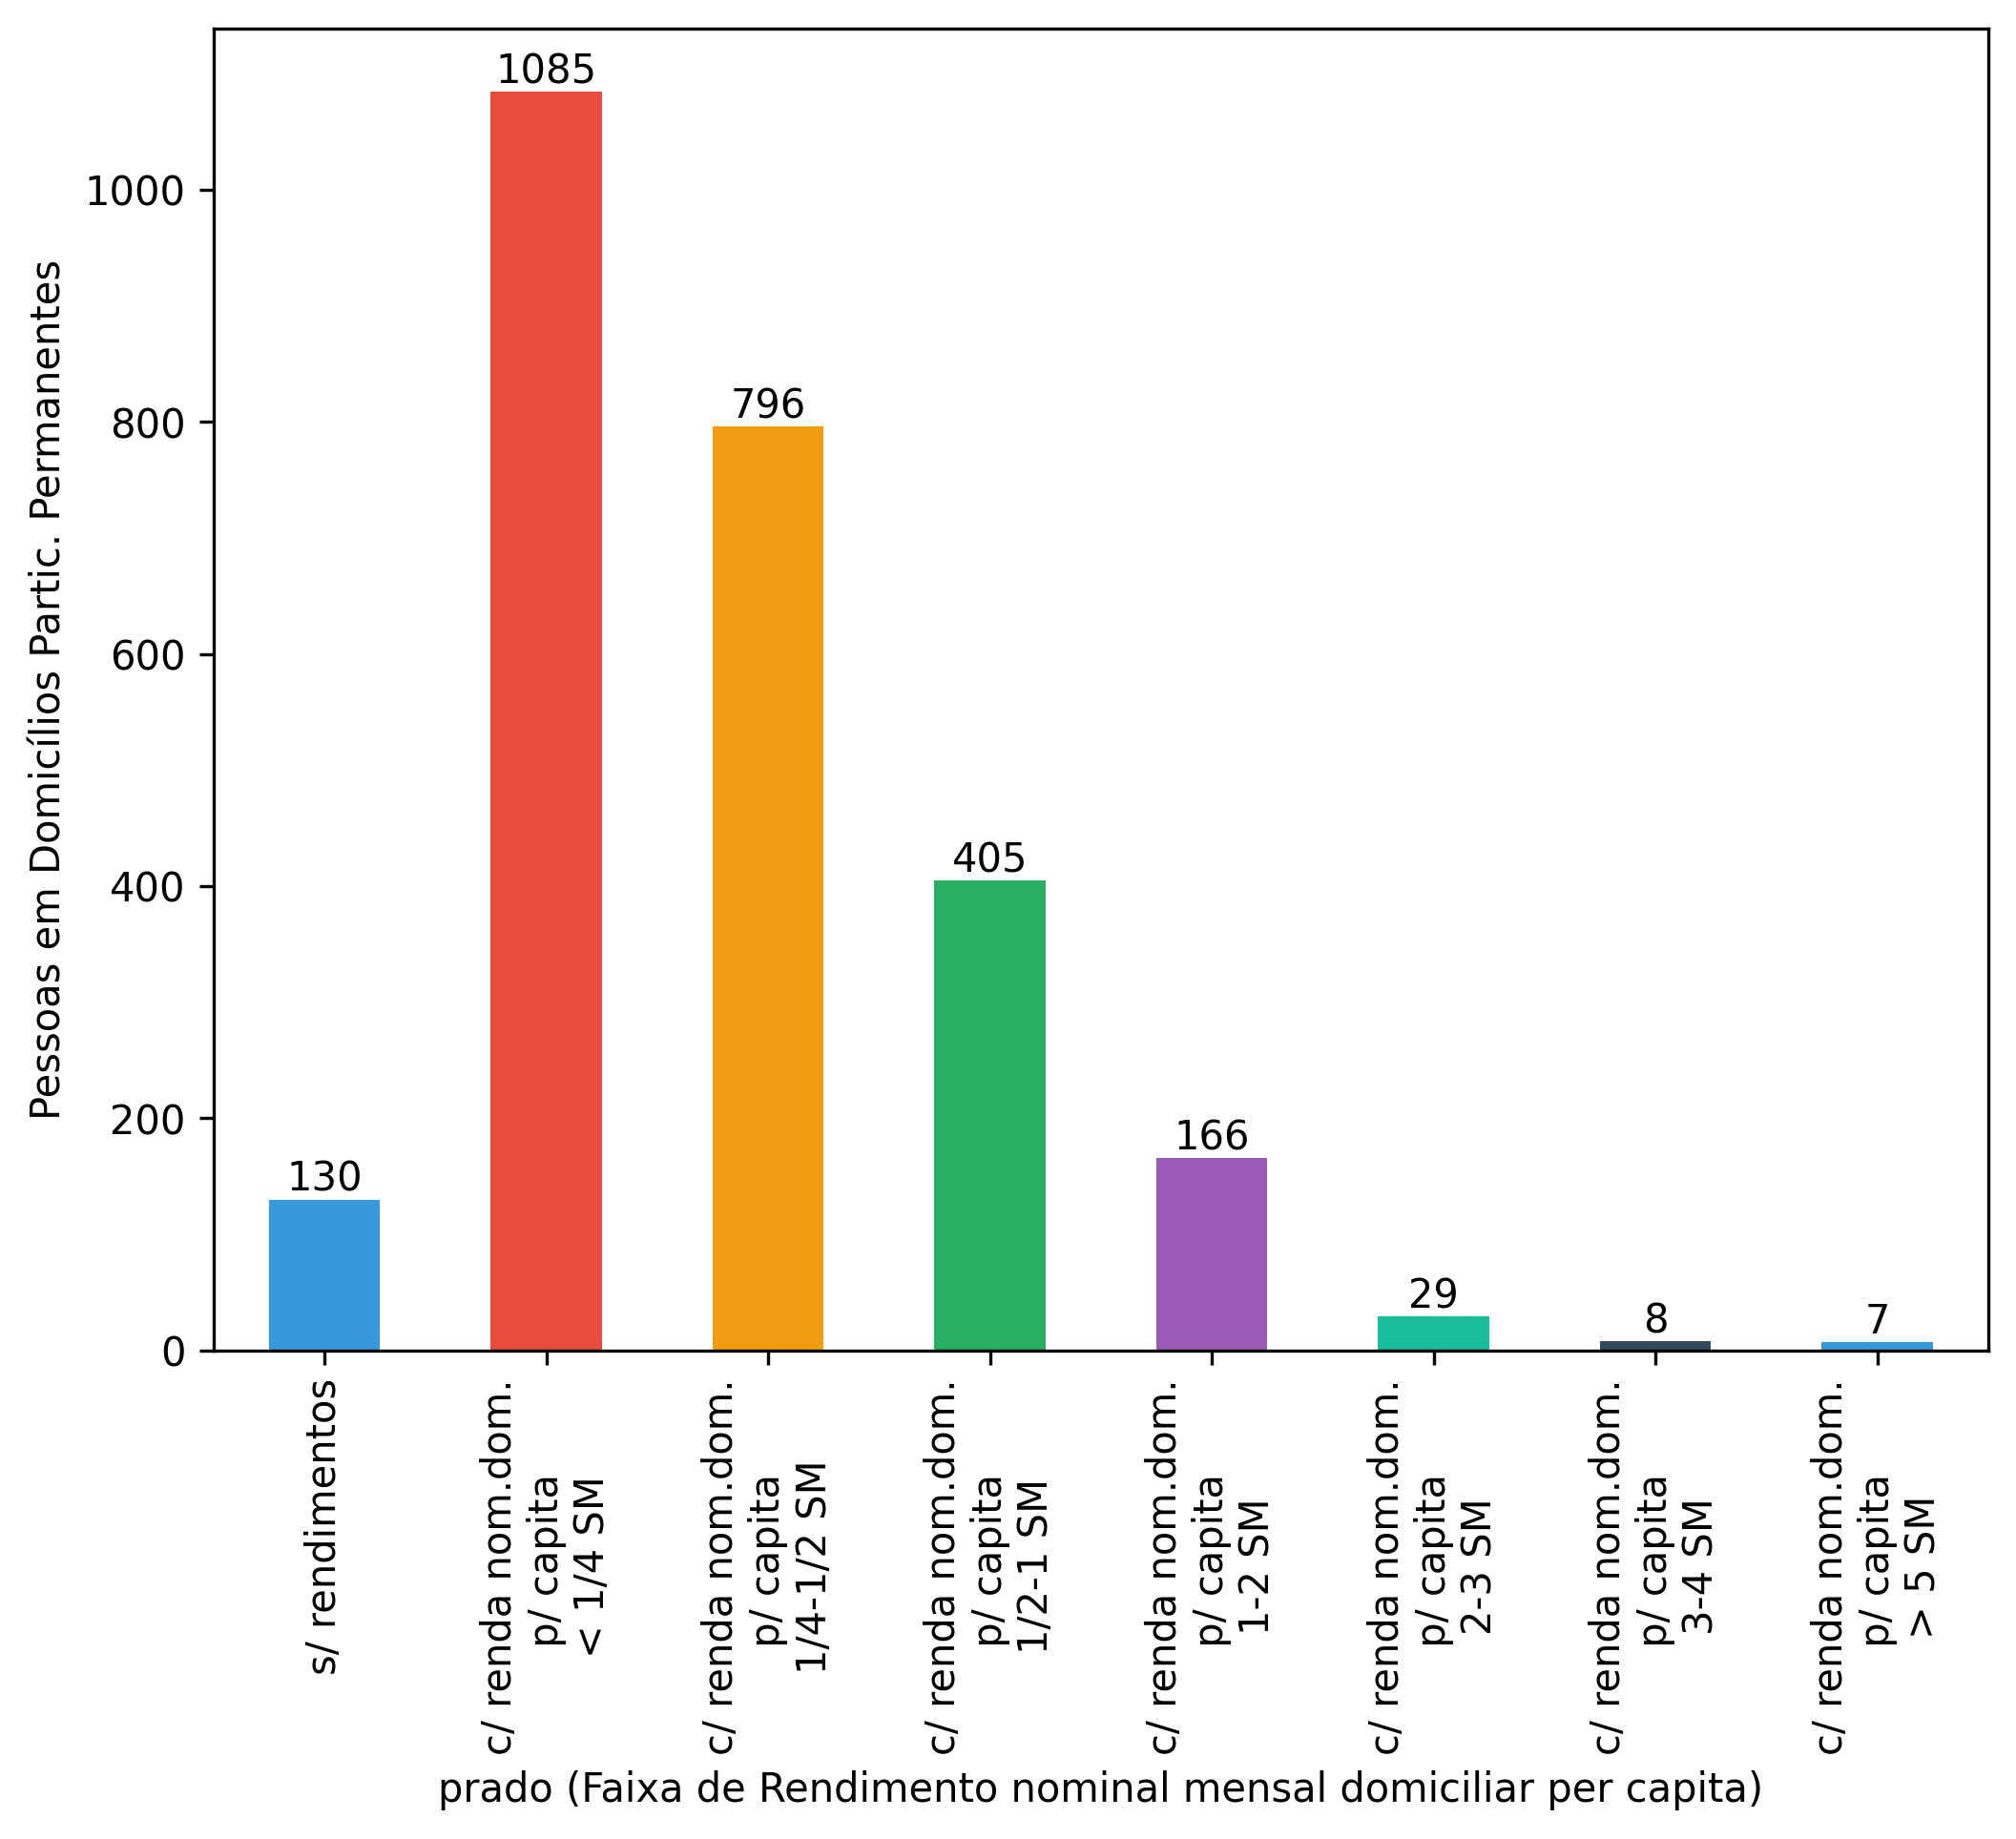 Pessoas em Domicílios Partic. Permanentes
1000
800
600
400
200
0
130
1085
796
405
166
29
8
7
s/ rendimentos
c/ renda nom.dom.
p/ capita
< 1/4 SM
c/ renda nom.dom.
p/ capita
1/4-1/2 SM
c/ renda nom.dom.
p/ capita
1/2-1 SM
c/ renda nom.dom.
p/ capita
1-2 SM
c/ renda nom.dom.
p/ capita
2-3 SM
c/ renda nom.dom.
p/ capita
3-4 SM
c/ renda nom.dom.
p/ capita
> 5 SM
prado (Faixa de Rendimento nominal mensal domiciliar per capita)